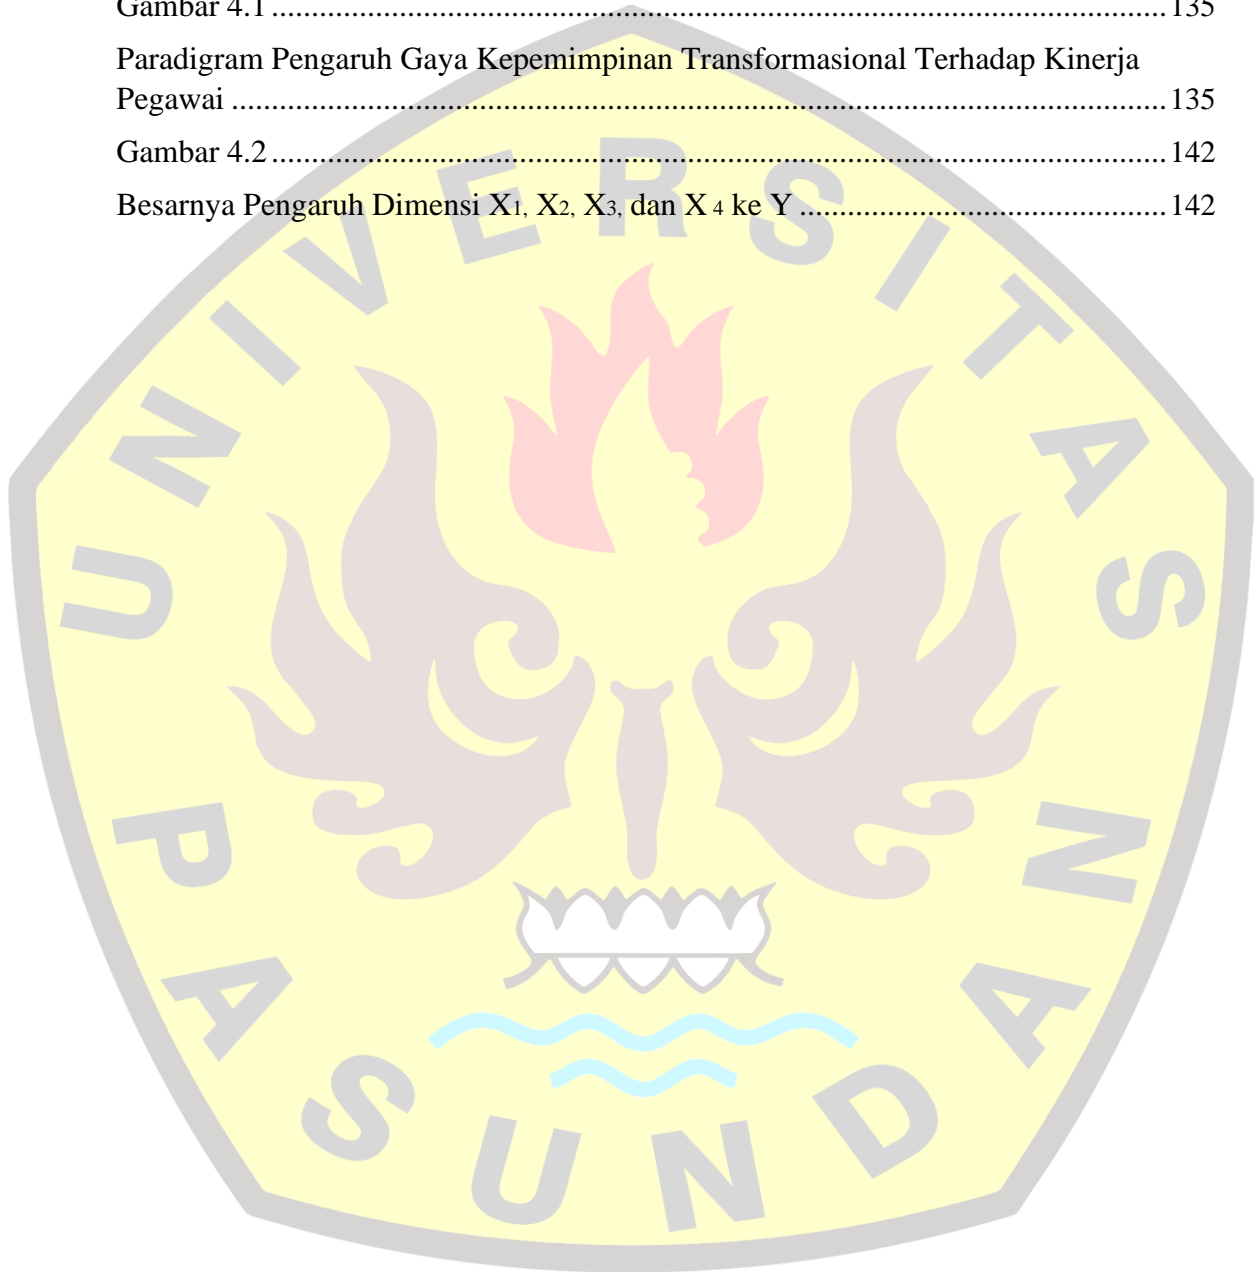 Gambar 4.1 ........................................................................................................ 135
Paradigram Pengaruh Gaya Kepemimpinan Transformasional Terhadap Kinerja
Pegawai ............................................................................................................ 135
Gambar 4.2 ........................................................................................................ 142
Besarnya Pengaruh Dimensi X1, X2, X3, dan X 4 ke Y ....................................... 142
UNIVERSITAS
PASUNDAN